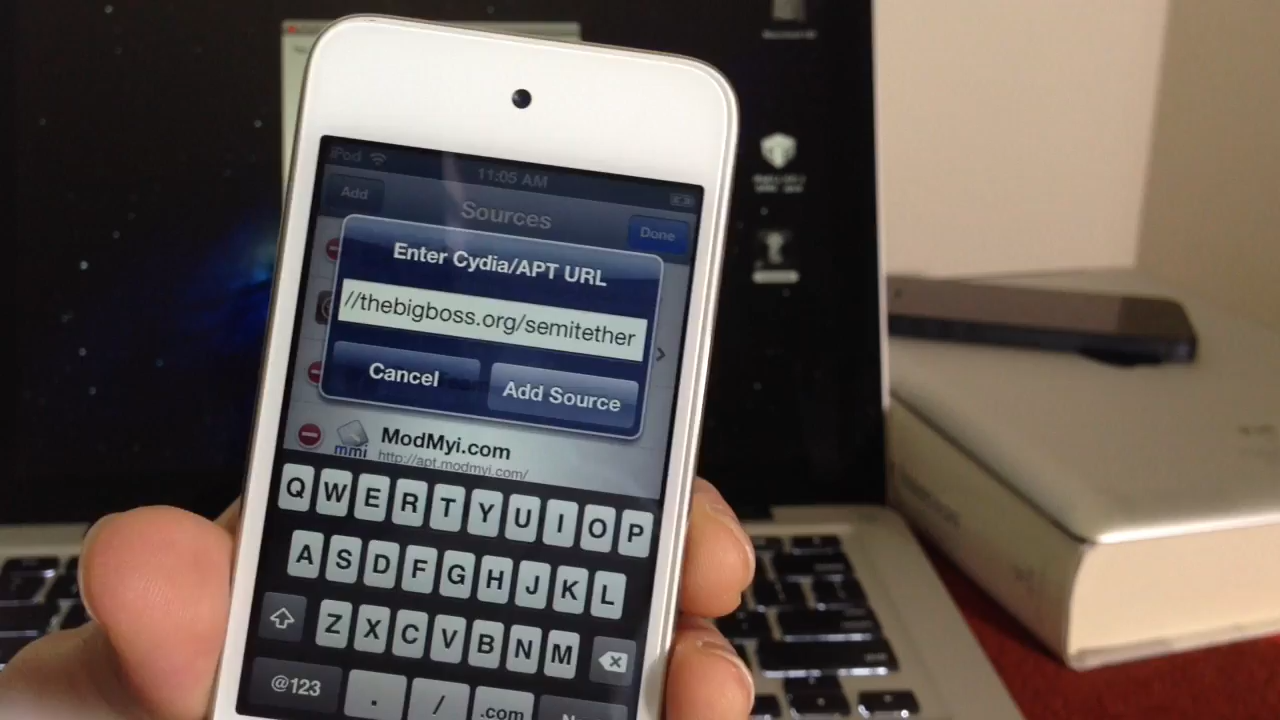 iPod
11:05 AM
Add
Sources
Done
Enter Cydia/APT URL
//thebigboss.org/semitether
Cancel
Add Source
ModMyi.com
mmi
http://apt.modmyi.com/
Q W E R T Y U I O P
A S D F G H J K L
Z X C V B N M
@123 . / .com